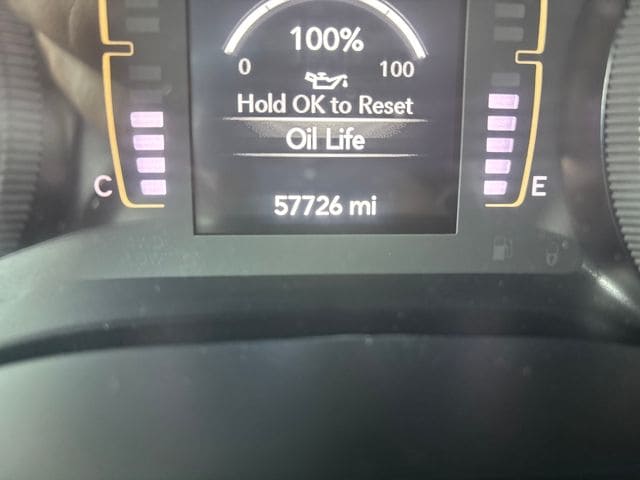 100%
0 100
Hold OK to Reset
Oil Life
C E
57726 mi